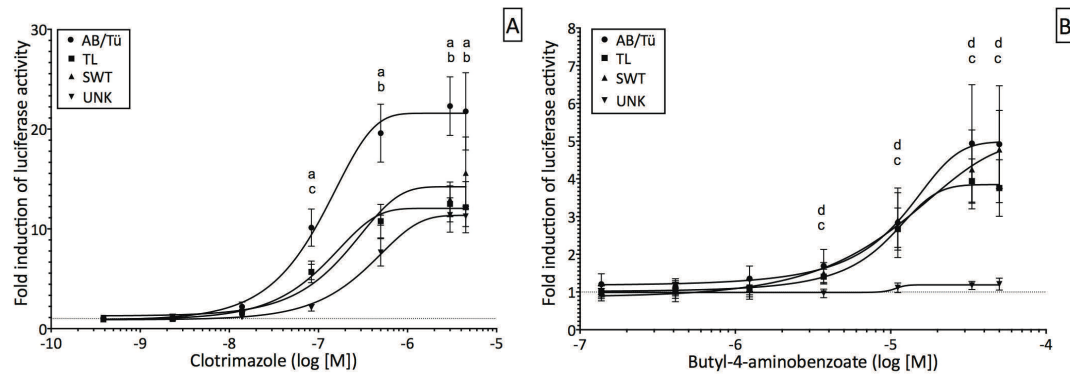 A
Fold induction of luciferase activity
30
20
10
AB/Tü
TL
SWT
UNK
a
c
a
b
a a
b b
-10 -9 -8 -7 -6 -5
Clotrimazole (log [M])
B
Fold induction of luciferase activity
8
7
6
5
4
3
2
1
0
AB/Tü
TL
SWT
UNK
d
c
d
c
d d
c c
-7 -6 -5 -4
Butyl-4-aminobenzoate (log [M])